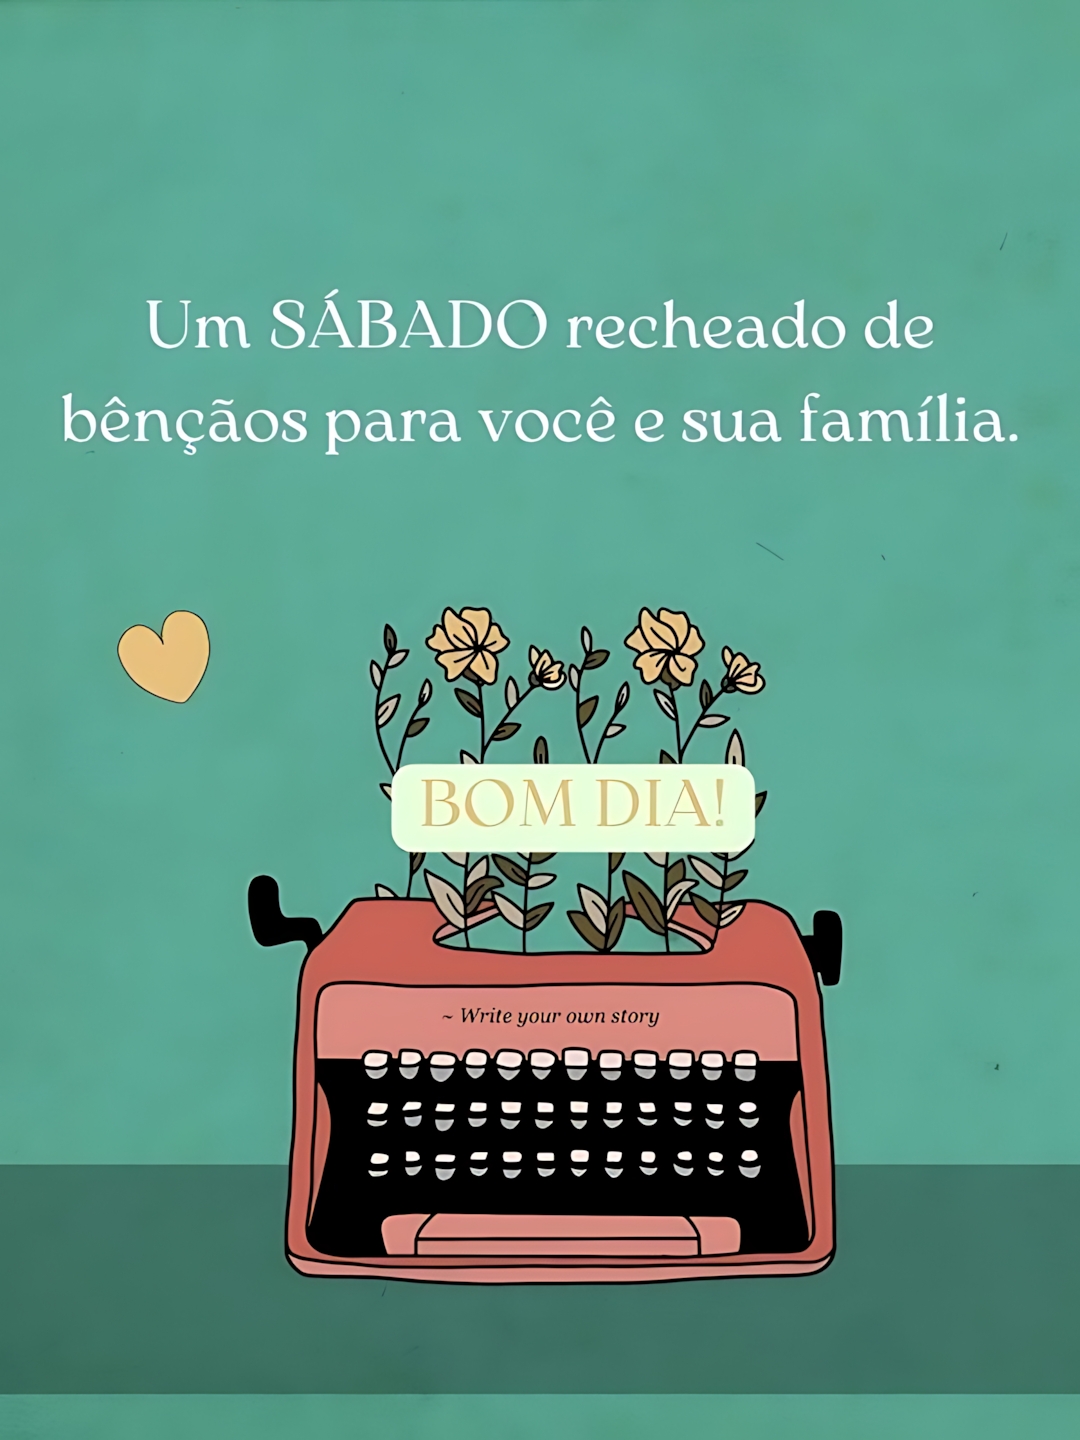 Um SÁBADO recheado de
bênçãos para você e sua família.
BOM DIA!
~ Write your own story